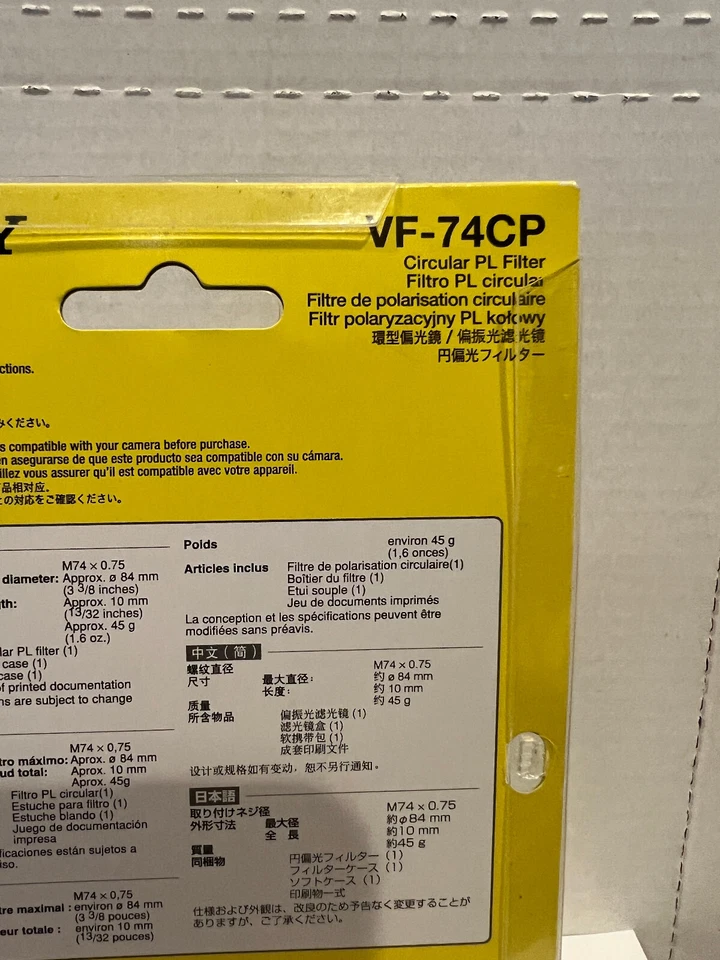 Y
VF-74CP
Circular PL Filter
Filtro PL circular
Filtre de polarisation circulaire
Filtr polaryzacyjny PL kołowy
環型偏光鏡 / 偏振光滤光镜
円偏光フィルター
ctions.
みください。
s compatible with your camera before purchase.
en asegurarse de que este producto sea compatible con su cámara.
illez vous assurer qu'il est compatible avec votre appareil.
品相对应。
との対応をご確認ください。
M74 × 0.75
diameter: Approx. ø 84 mm
(3 3/8 inches)
th: Approx. 10 mm
(13/32 inches)
Approx. 45 g
(1.6 oz.)
lar PL filter (1)
case (1)
case (1)
of printed documentation
ns are subject to change
M74 × 0,75
tro máximo: Aprox. ø 84 mm
ud total: Aprox. 10 mm
Aprox. 45g
Filtro PL circular(1)
Estuche para filtro (1)
Estuche blando (1)
Juego de documentación
impresa
ficaciones están sujetos a
iso.
M74 × 0,75
tre maximal : environ ø 84 mm
(3 3/8 pouces)
eur totale : environ 10 mm
(13/32 pouces)
Poids environ 45 g
(1,6 onces)
Articles inclus Filtre de polarisation circulaire(1)
Boîtier du filtre (1)
Etui souple (1)
Jeu de documents imprimés
La conception et les spécifications peuvent être
modifiées sans préavis.
中文（简）
螺纹直径 M74 × 0.75
尺寸 最大直径： 约 ø 84 mm
长度： 约 10 mm
质量 约 45 g
所含物品 偏振光滤光镜 (1)
滤光镜盒 (1)
软携带包 (1)
成套印刷文件
设计或规格如有变动，恕不另行通知。
日本語
取り付けネジ径 M74 × 0.75
外形寸法 最大径 約ø84 mm
全 長 約10 mm
質量 約45 g
同梱物 円偏光フィルター (1)
フィルターケース (1)
ソフトケース (1)
印刷物一式
仕様および外観は、改良のため予告なく変更することが
ありますが、ご了承ください。